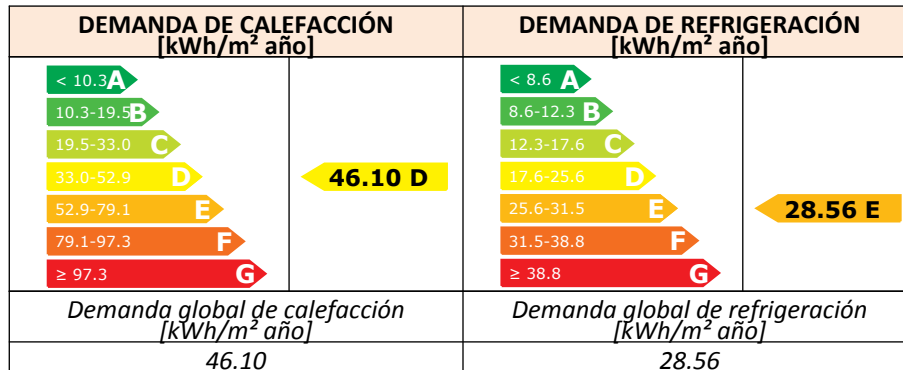 DEMANDA DE CALEFACCIÓN
[kWh/m² año]
DEMANDA DE REFRIGERACIÓN
[kWh/m² año]
< 10.3 A
10.3-19.5 B
19.5-33.0 C
33.0-52.9 D
52.9-79.1 E
79.1-97.3 F
≥ 97.3 G
46.10 D
< 8.6 A
8.6-12.3 B
12.3-17.6 C
17.6-25.6 D
25.6-31.5 E
31.5-38.8 F
≥ 38.8 G
28.56 E
Demanda global de calefacción
[kWh/m² año]
Demanda global de refrigeración
[kWh/m² año]
46.10
28.56